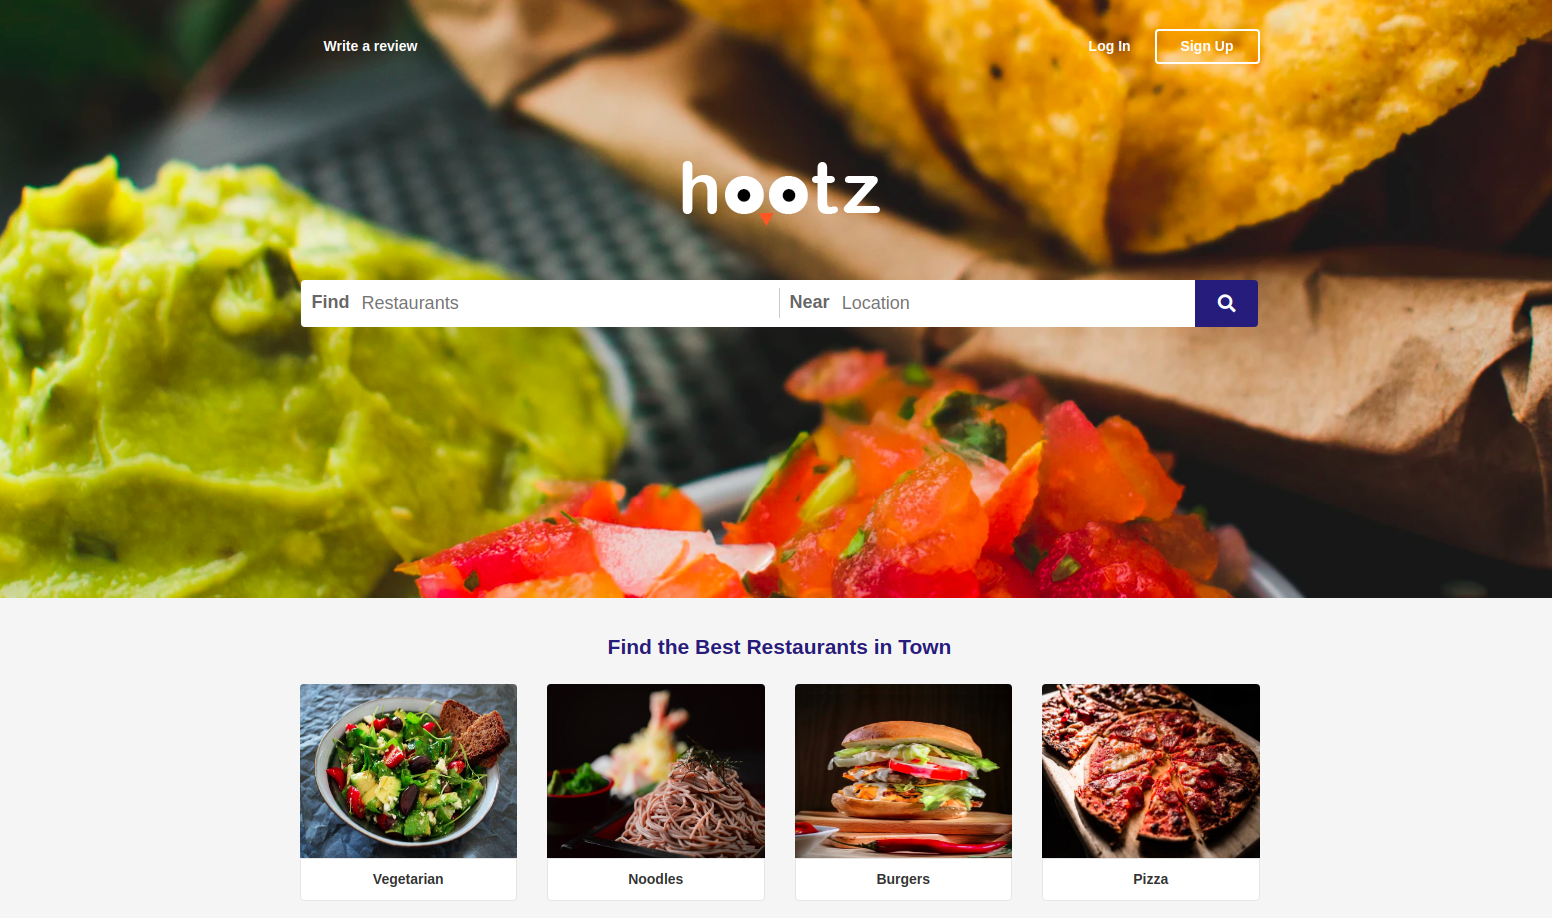 Write a review
Log In
Sign Up
hootz
Find Restaurants
Near Location
Find the Best Restaurants in Town
Vegetarian
Noodles
Burgers
Pizza